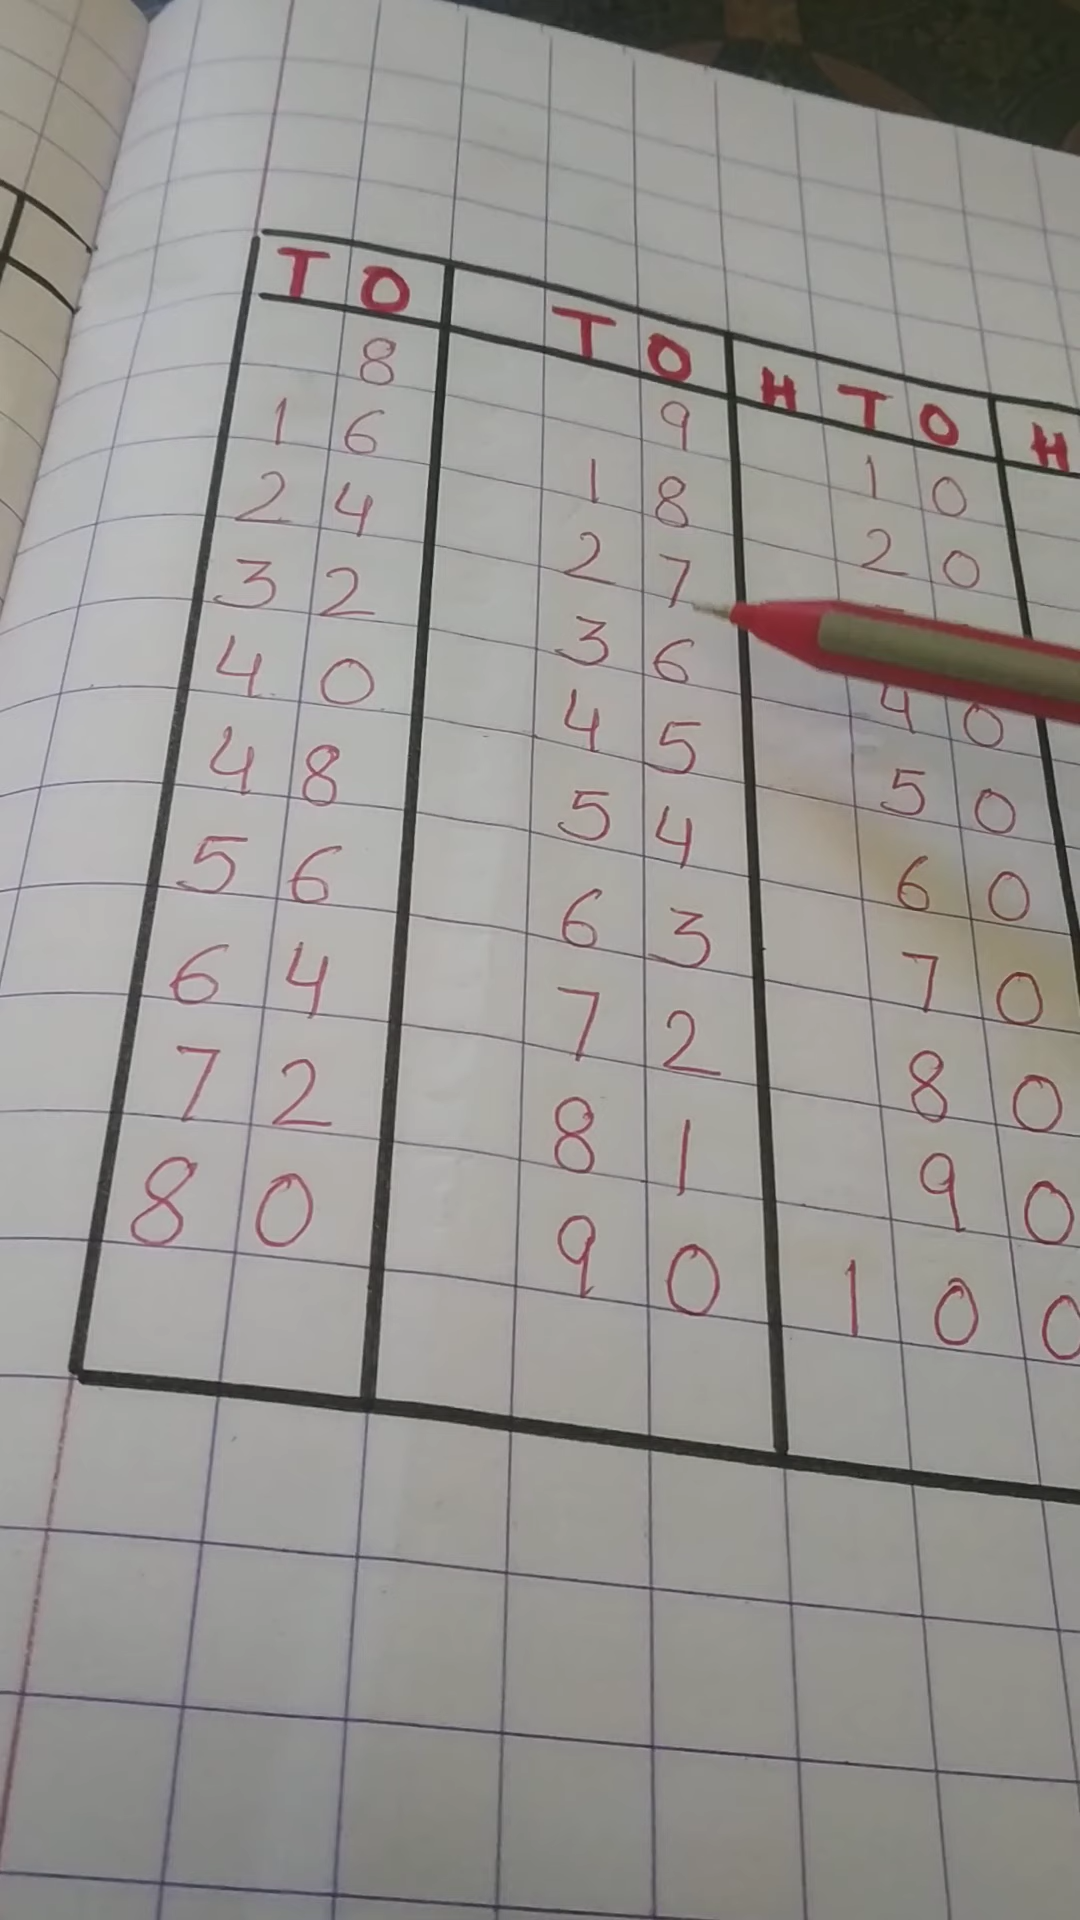 T O T O H T O H
8 9 1 0
1 6 1 8 2 0
2 4 2 7
3 2 3 6 4 0
4 0 4 5 5 0
4 8 5 4 6 0
5 6 6 3 7 0
6 4 7 2 8 0
7 2 8 1 9 0
8 0 9 0 1 0 0